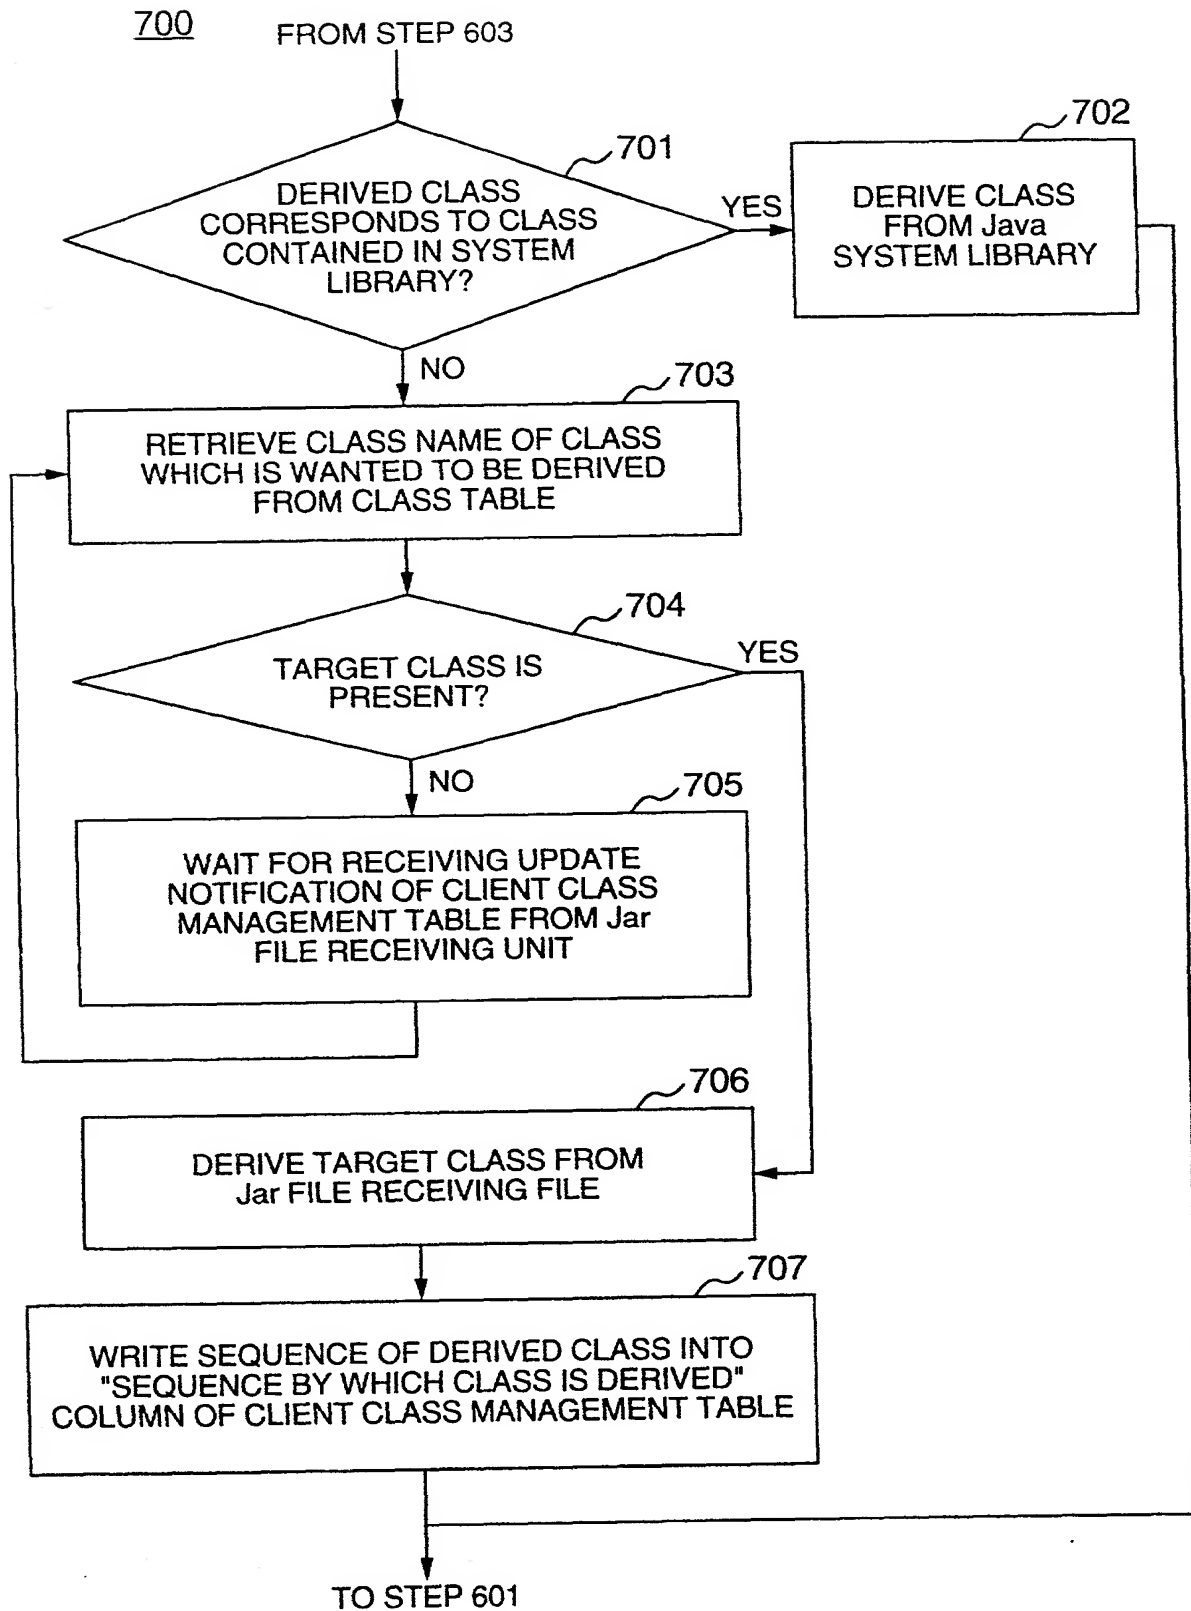 700
FROM STEP 603
701
DERIVED CLASS
CORRESPONDS TO CLASS
CONTAINED IN SYSTEM
LIBRARY?
YES
702
DERIVE CLASS
FROM Java
SYSTEM LIBRARY
NO
703
RETRIEVE CLASS NAME OF CLASS
WHICH IS WANTED TO BE DERIVED
FROM CLASS TABLE
704
TARGET CLASS IS
PRESENT?
YES
NO
705
WAIT FOR RECEIVING UPDATE
NOTIFICATION OF CLIENT CLASS
MANAGEMENT TABLE FROM Jar
FILE RECEIVING UNIT
706
DERIVE TARGET CLASS FROM
Jar FILE RECEIVING FILE
707
WRITE SEQUENCE OF DERIVED CLASS INTO
"SEQUENCE BY WHICH CLASS IS DERIVED"
COLUMN OF CLIENT CLASS MANAGEMENT TABLE
TO STEP 601